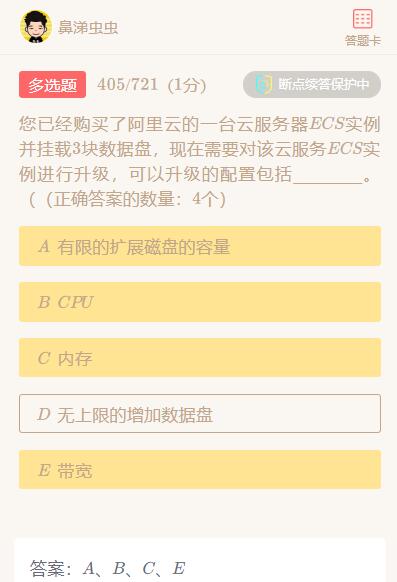 鼻涕虫虫
答题卡
多选题 405/721 (1分) 断点续答保护中
您已经购买了阿里云的一台云服务器ECS实例
并挂载3块数据盘，现在需要对该云服务ECS实
例进行升级，可以升级的配置包括________。
（（正确答案的数量：4个）
A 有限的扩展磁盘的容量
B CPU
C 内存
D 无上限的增加数据盘
E 带宽
答案：A、B、C、E